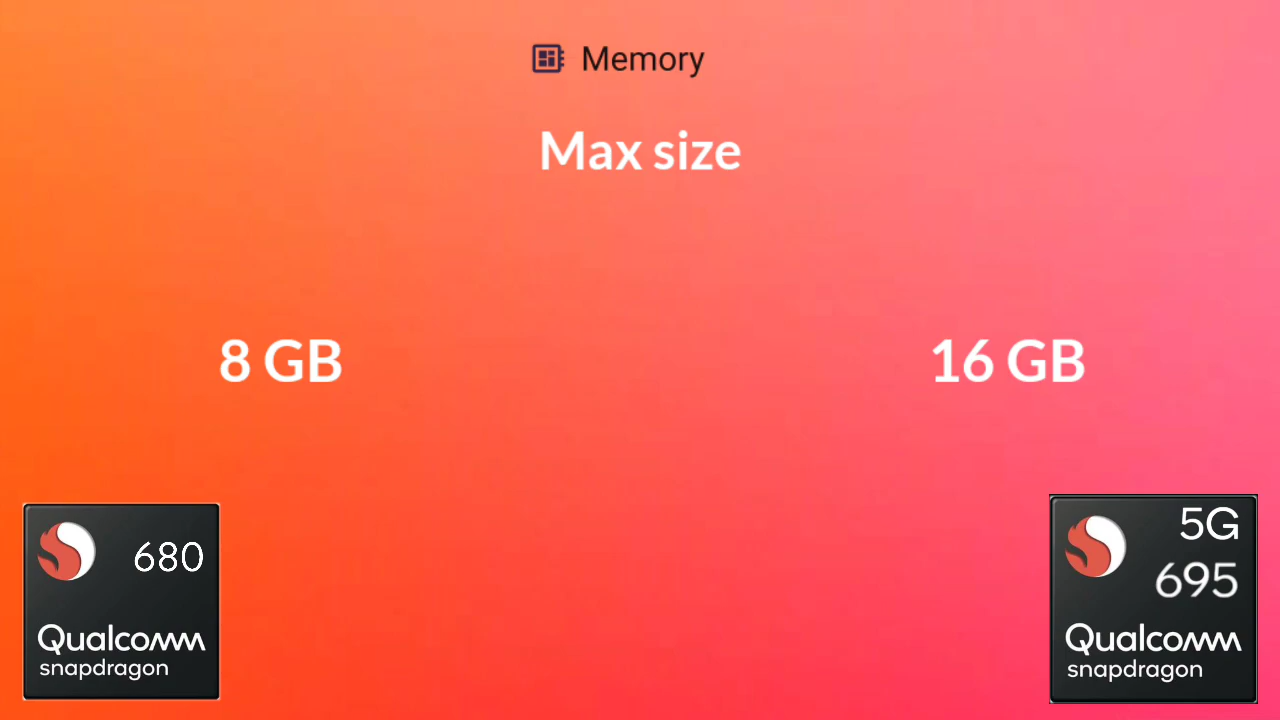 Memory
Max size
8 GB
16 GB
680
Qualcomm
snapdragon
5G
695
Qualcomm
snapdragon